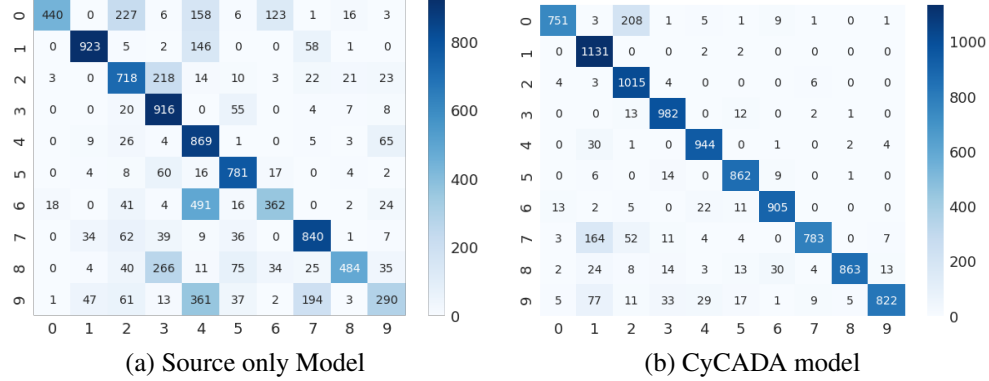 0 440 0 227 6 158 6 123 1 16 3
1 0 923 5 2 146 0 0 58 1 0
2 3 0 718 218 14 10 3 22 21 23
3 0 0 20 916 0 55 0 4 7 8
4 0 9 26 4 869 1 0 5 3 65
5 0 4 8 60 16 781 17 0 4 2
6 18 0 41 4 491 16 362 0 2 24
7 0 34 62 39 9 36 0 840 1 7
8 0 4 40 266 11 75 34 25 484 35
9 1 47 61 13 361 37 2 194 3 290
0 1 2 3 4 5 6 7 8 9
800
600
400
200
0
(a) Source only Model
0 751 3 208 1 5 1 9 1 0 1
1 0 1131 0 0 2 2 0 0 0 0
2 4 3 1015 4 0 0 0 6 0 0
3 0 0 13 982 0 12 0 2 1 0
4 0 30 1 0 944 0 1 0 2 4
5 0 6 0 14 0 862 9 0 1 0
6 13 2 5 0 22 11 905 0 0 0
7 3 164 52 11 4 4 0 783 0 7
8 2 24 8 14 3 13 30 4 863 13
9 5 77 11 33 29 17 1 9 5 822
0 1 2 3 4 5 6 7 8 9
1000
800
600
400
200
0
(b) CyCADA model